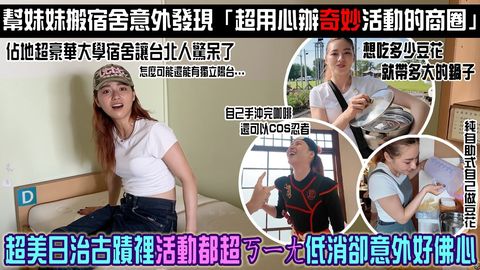 幫妹妹搬宿舍意外發現「超用心辦奇妙活動的商圈」
佔地超豪華大學宿舍讓台北人驚呆了
怎麼可能還能有獨立陽台…
想吃多少豆花
就帶多大的鍋子
自己手沖完咖啡
還可以COS忍者
純自助式自己做豆花
D
超美日治古蹟裡活動都超ㄎㄧㄤ低消卻意外好佛心